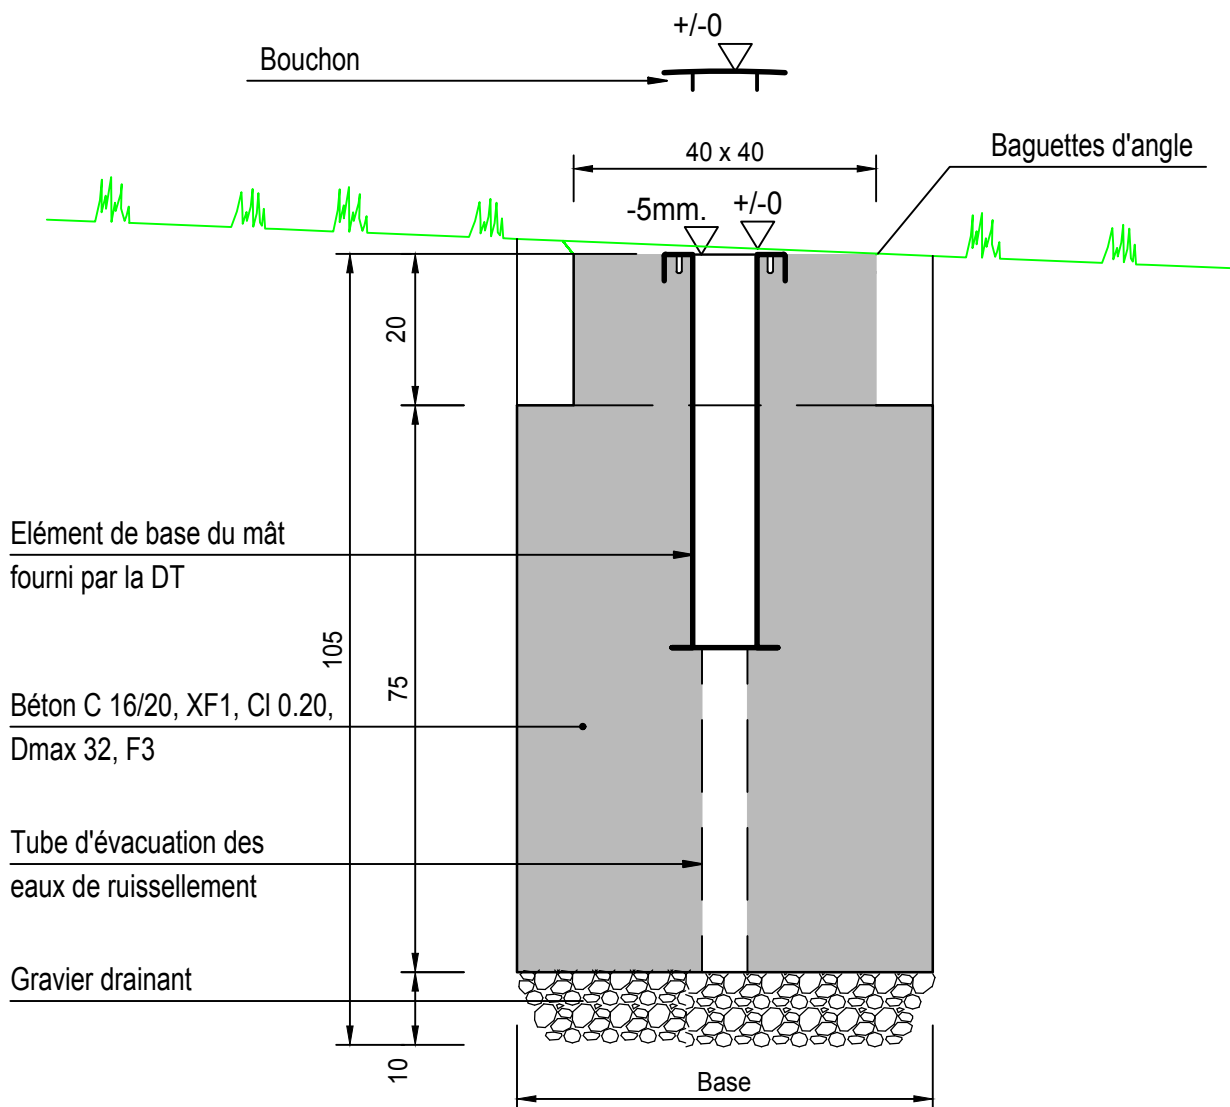 +/-0
Bouchon
40 x 40
Baguettes d'angle
-5mm.
+/-0
20
Elément de base du mât
fourni par la DT
105
75
Béton C 16/20, XF1, Cl 0.20,
Dmax 32, F3
Tube d'évacuation des
eaux de ruissellement
Gravier drainant
10
Base